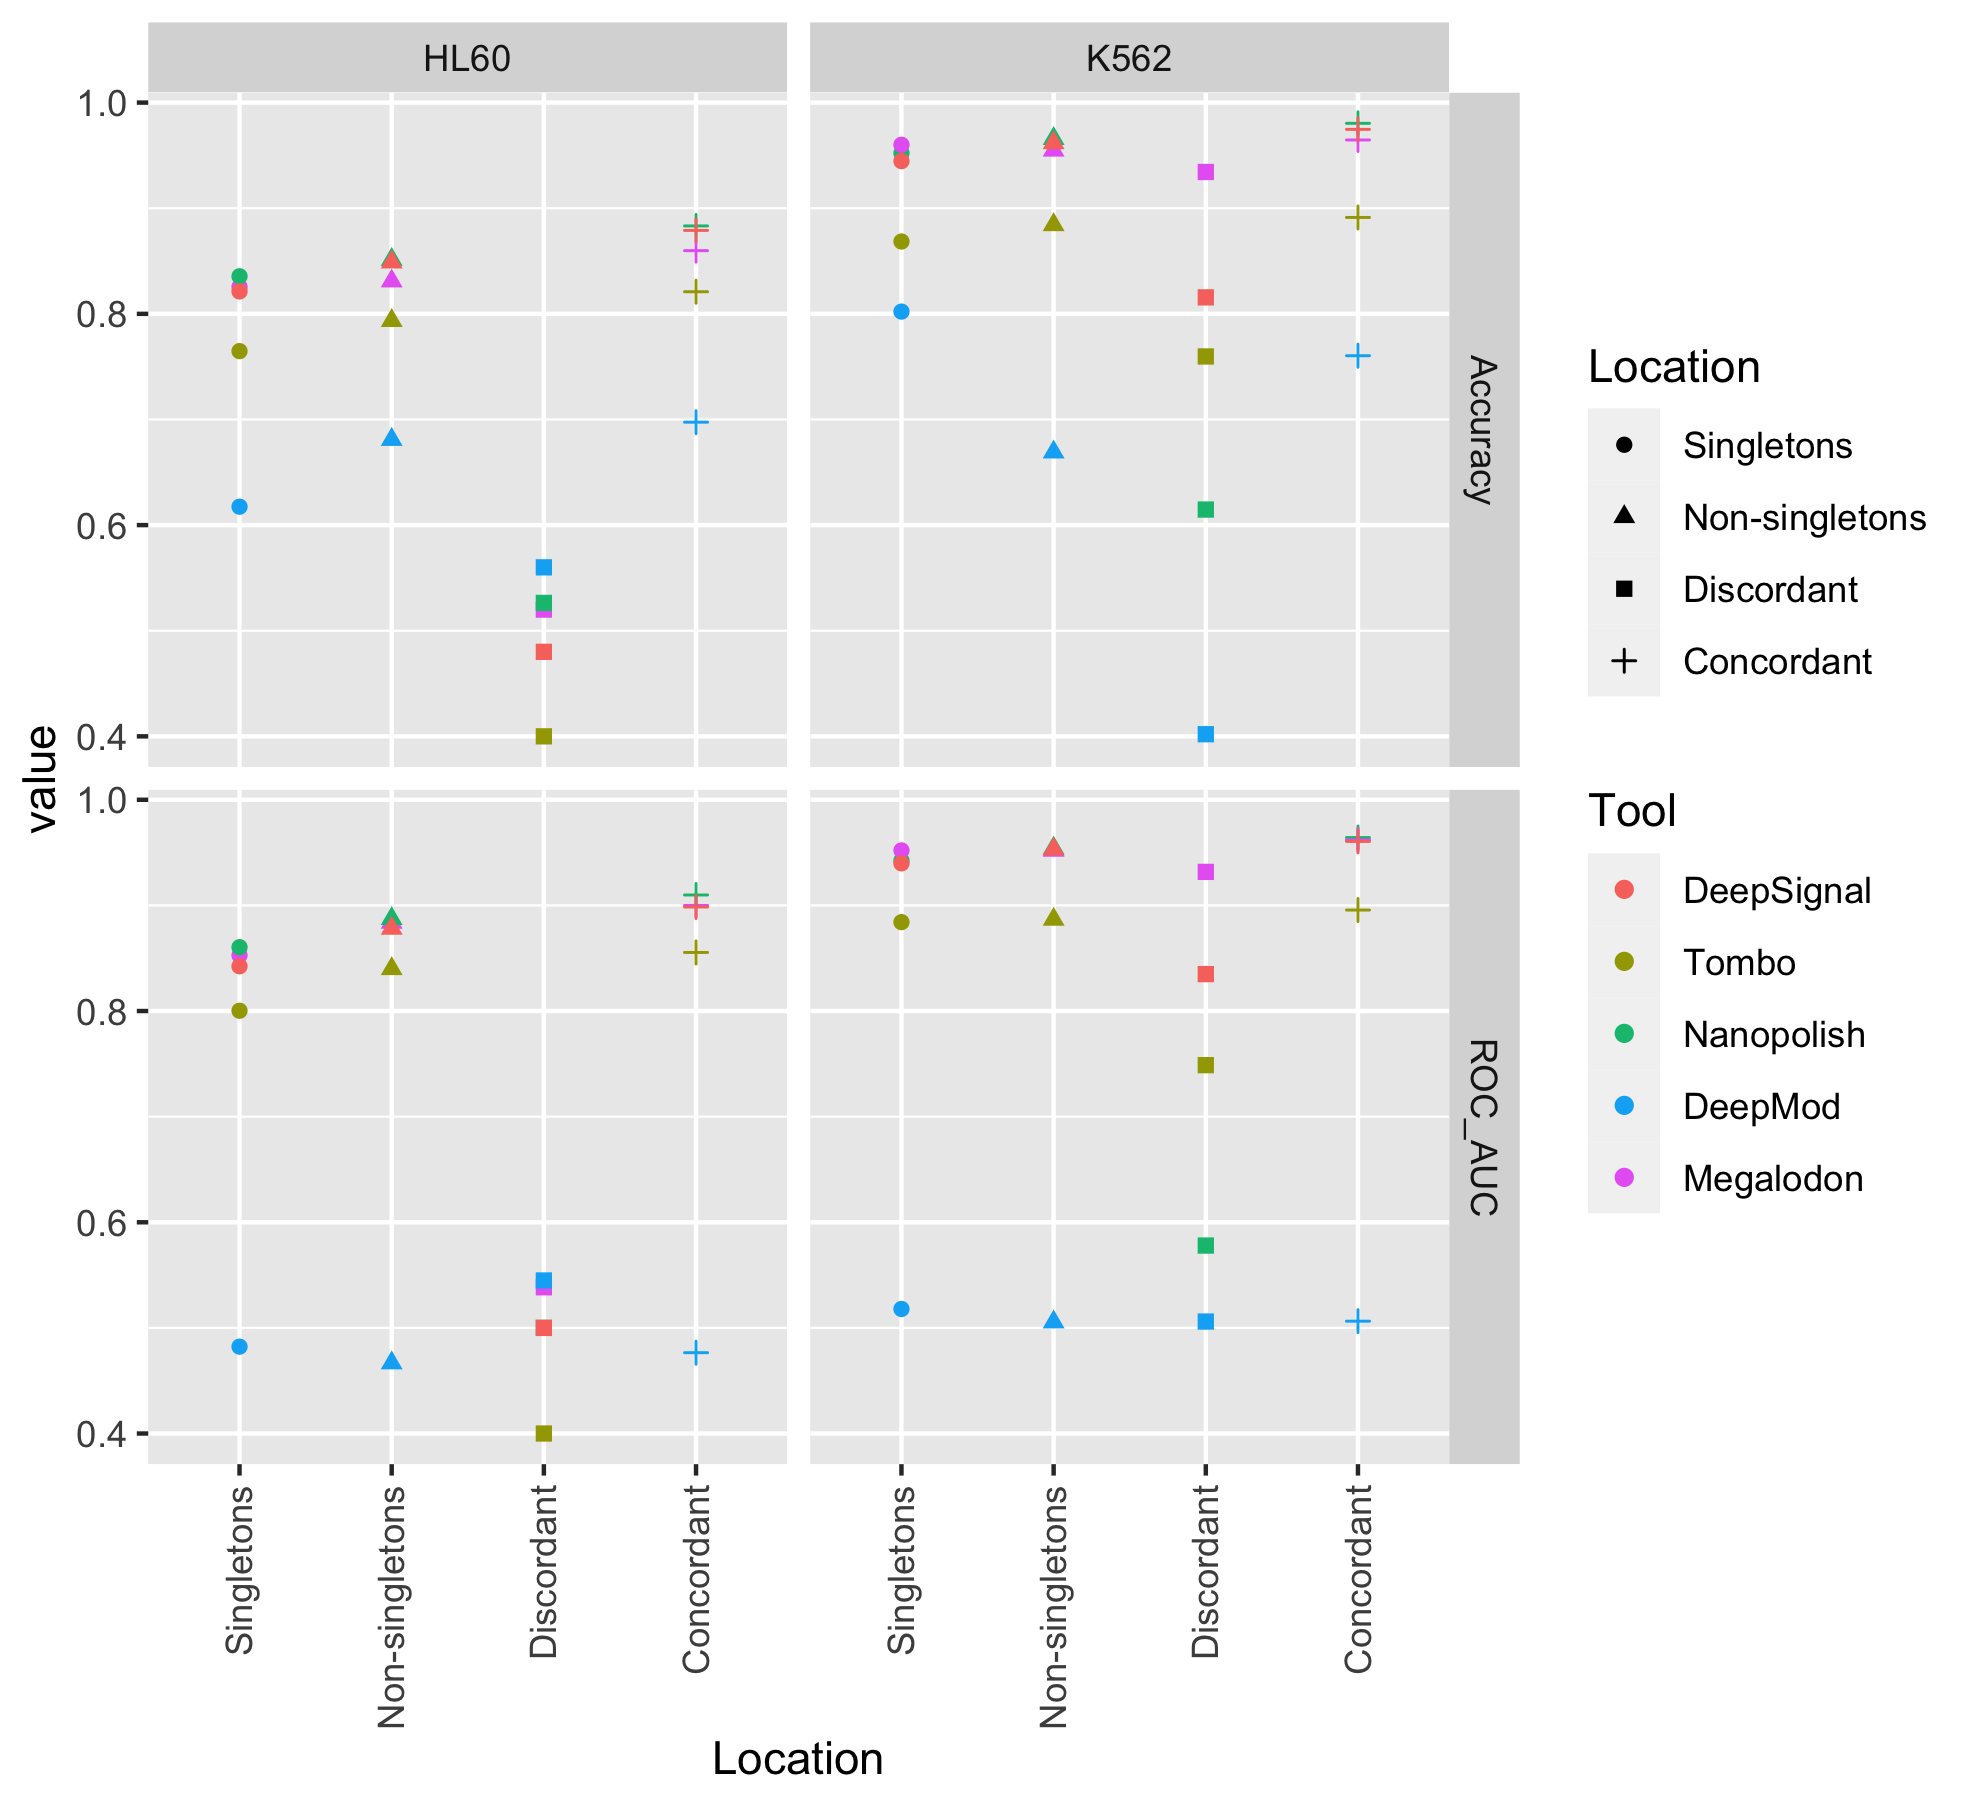 HL60
K562
1.0
0.8
0.6
0.4
Accuracy
1.0
0.8
0.6
0.4
ROC_AUC
value
Singletons
Non-singletons
Discordant
Concordant
Singletons
Non-singletons
Discordant
Concordant
Location
Location
Singletons
Non-singletons
Discordant
Concordant
Tool
DeepSignal
Tombo
Nanopolish
DeepMod
Megalodon